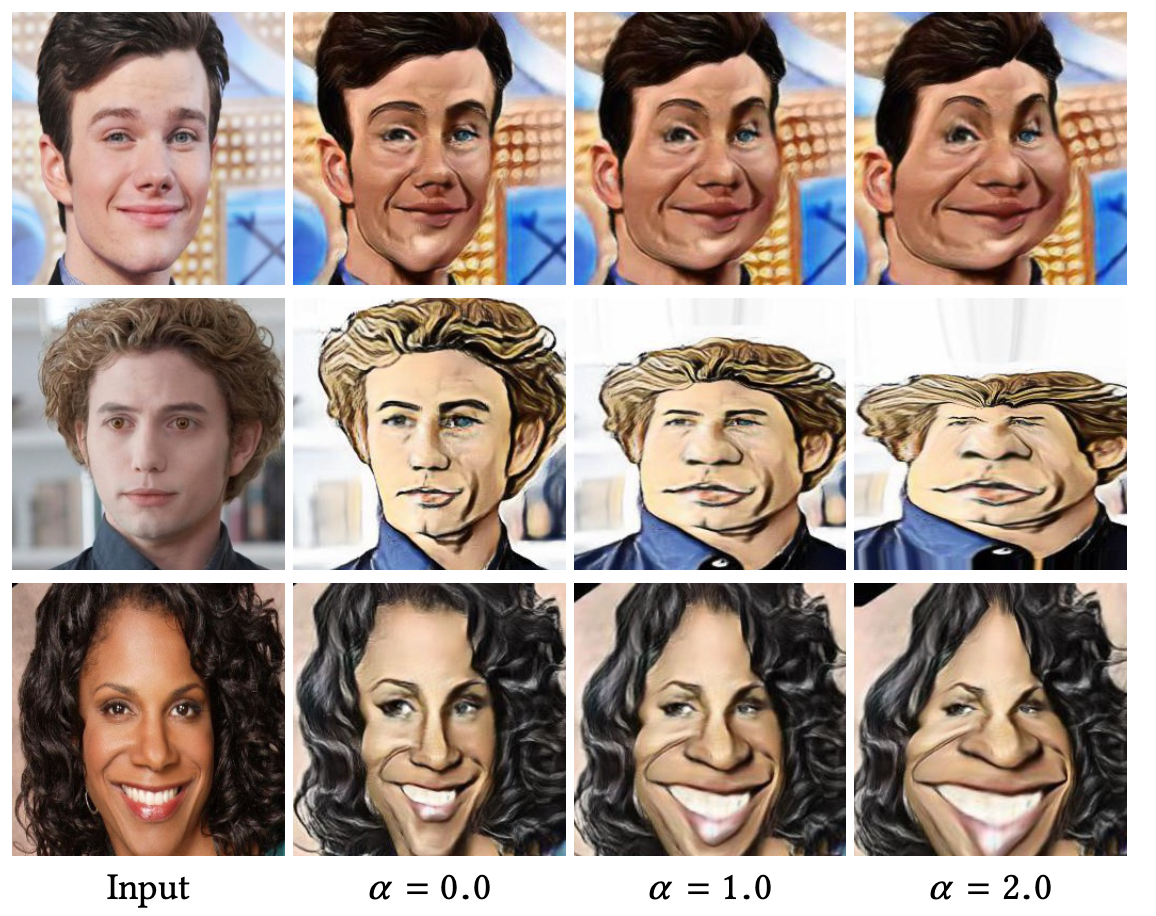 Input α = 0.0 α = 1.0 α = 2.0